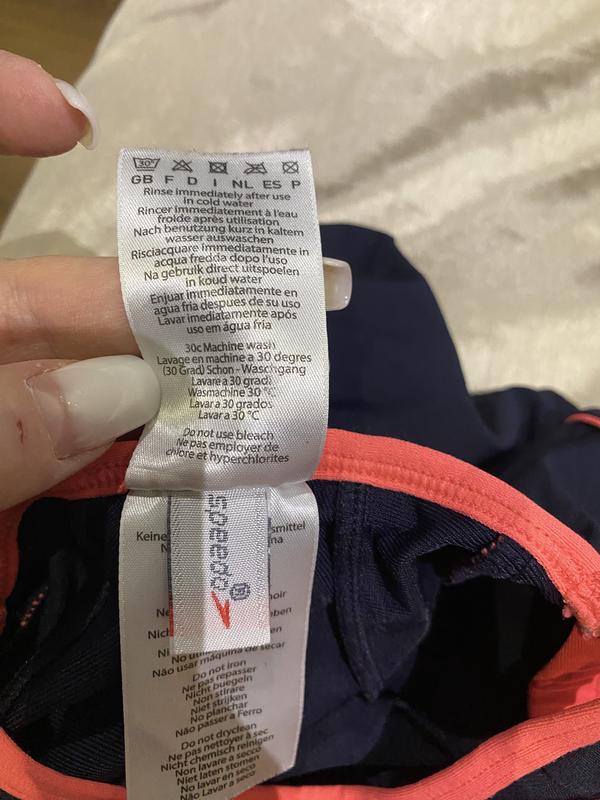 30°
GB F D I NL ES P
Rinse immediately after use
in cold water
Rincer immediatement à l'eau
froide après utilisation
Nach benutzung kurz in kaltem
wasser auswaschen
Risciacquare immediatamente in
acqua fredda dopo l'uso
Na gebruik direct uitspoelen
in koud water
Enjuar immediatamente en
agua fria despues de su uso
Lavar imediatamente após
uso em água fria
30c Machine wash
Lavage en machine a 30 degres
(30 Grad) Schon - Waschgang
Lavare a 30 gradi
Wasmachine 30 °C
Lavar a 30 grados
Lavar a 30 °C
Do not use bleach
Ne pas employer de
chlore et hyperchlorites
Keine
speedo®
Não usar máquina de secar
Do not iron
Ne pas repasser
Nicht buegeln
Non stirare
Niet strijken
No planchar
Não passar a Ferro
Do not dryclean
Ne pas nettoyer à sec
Nicht chemisch reinigen
Non lavare a secco
Niet laten stomen
No lavar en seco
Não Lavar a seco